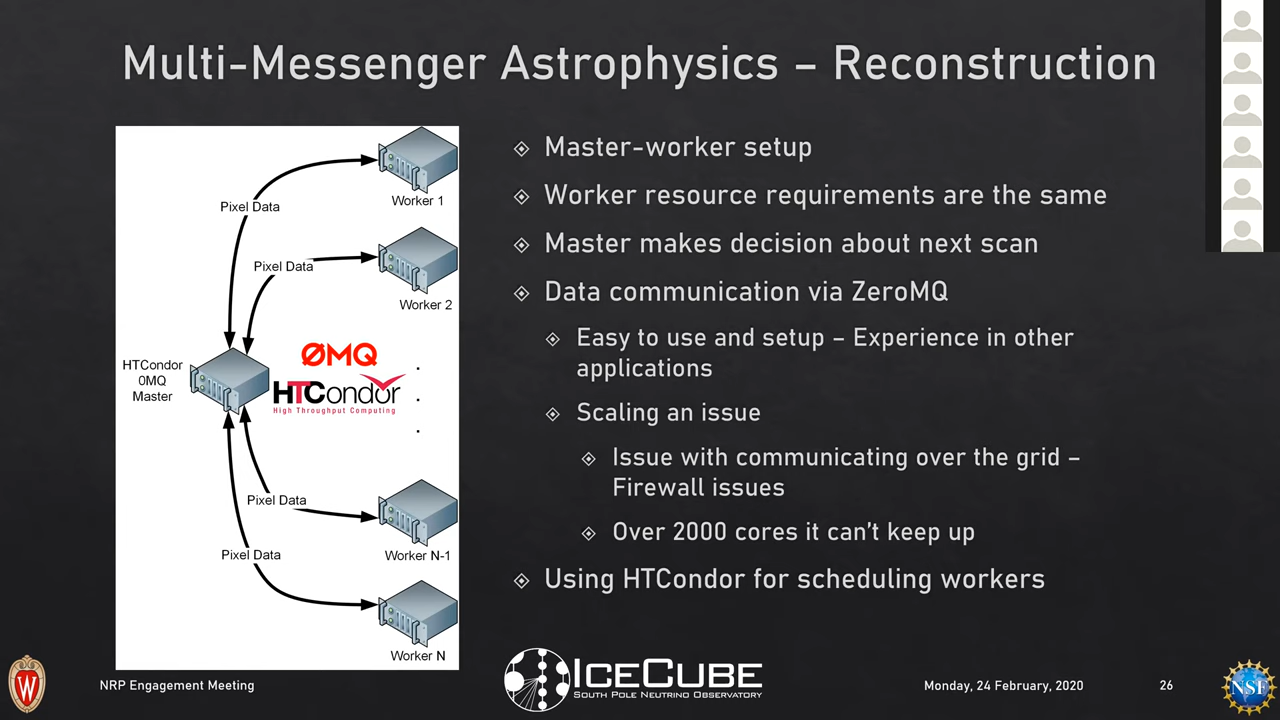 Multi-Messenger Astrophysics – Reconstruction
Pixel Data
Worker 1
Pixel Data
Worker 2
HTCondor
0MQ
Master
ØMQ
HTCondor
High Throughput Computing
.
.
.
Pixel Data
Worker N-1
Pixel Data
Worker N
Master-worker setup
Worker resource requirements are the same
Master makes decision about next scan
Data communication via ZeroMQ
Easy to use and setup – Experience in other
applications
Scaling an issue
Issue with communicating over the grid –
Firewall issues
Over 2000 cores it can't keep up
Using HTCondor for scheduling workers
W
NRP Engagement Meeting
ICECUBE
SOUTH POLE NEUTRINO OBSERVATORY
Monday, 24 February, 2020
26
NSF